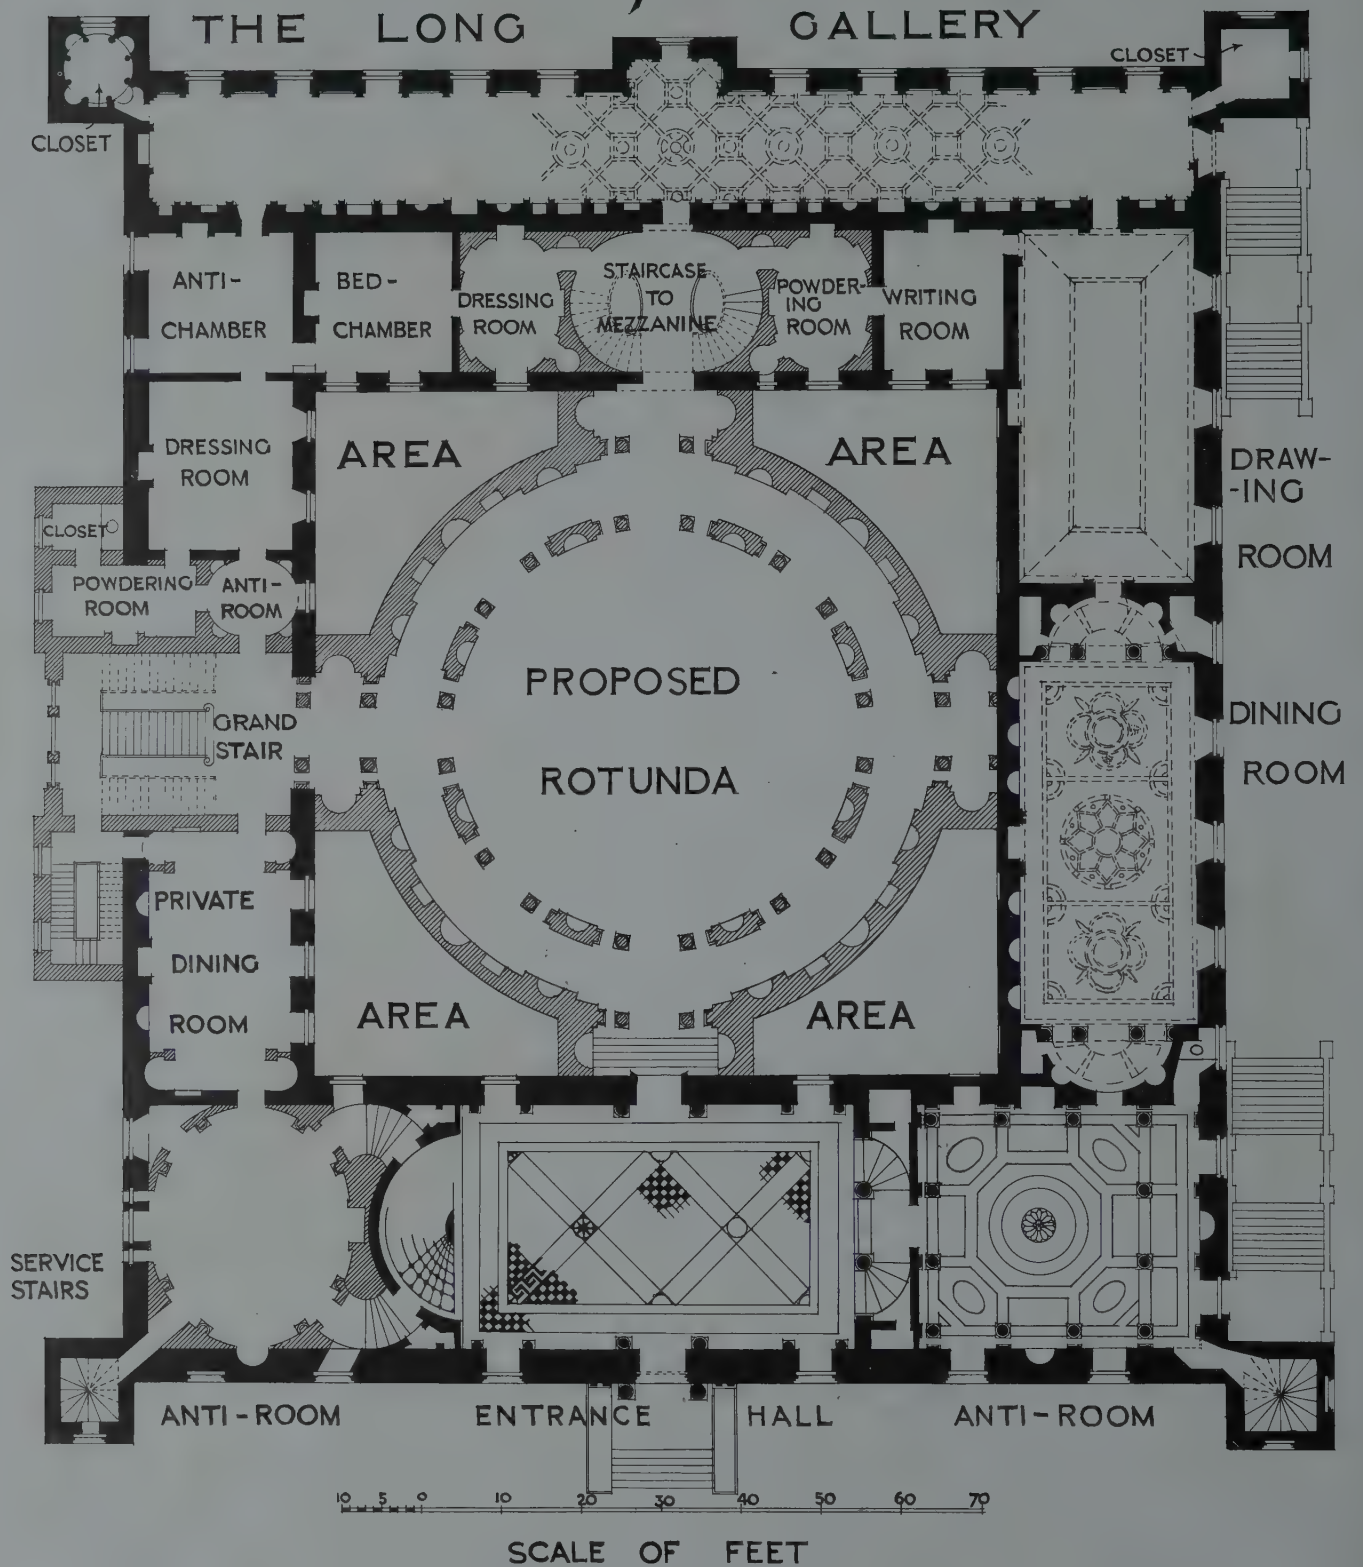 THE LONG GALLERY
CLOSET
CLOSET
ANTI-
CHAMBER
BED-
CHAMBER
DRESSING
ROOM
STAIRCASE
TO
MEZZANINE
POWDER-
ING
ROOM
WRITING
ROOM
DRESSING
ROOM
AREA
AREA
DRAW-
-ING
ROOM
CLOSET
POWDERING
ROOM
ANTI-
ROOM
PROPOSED
ROTUNDA
GRAND
STAIR
DINING
ROOM
PRIVATE
DINING
ROOM
AREA
AREA
SERVICE
STAIRS
ANTI-ROOM
ENTRANCE HALL
ANTI-ROOM
10 5 0 10 20 30 40 50 60 70
SCALE OF FEET